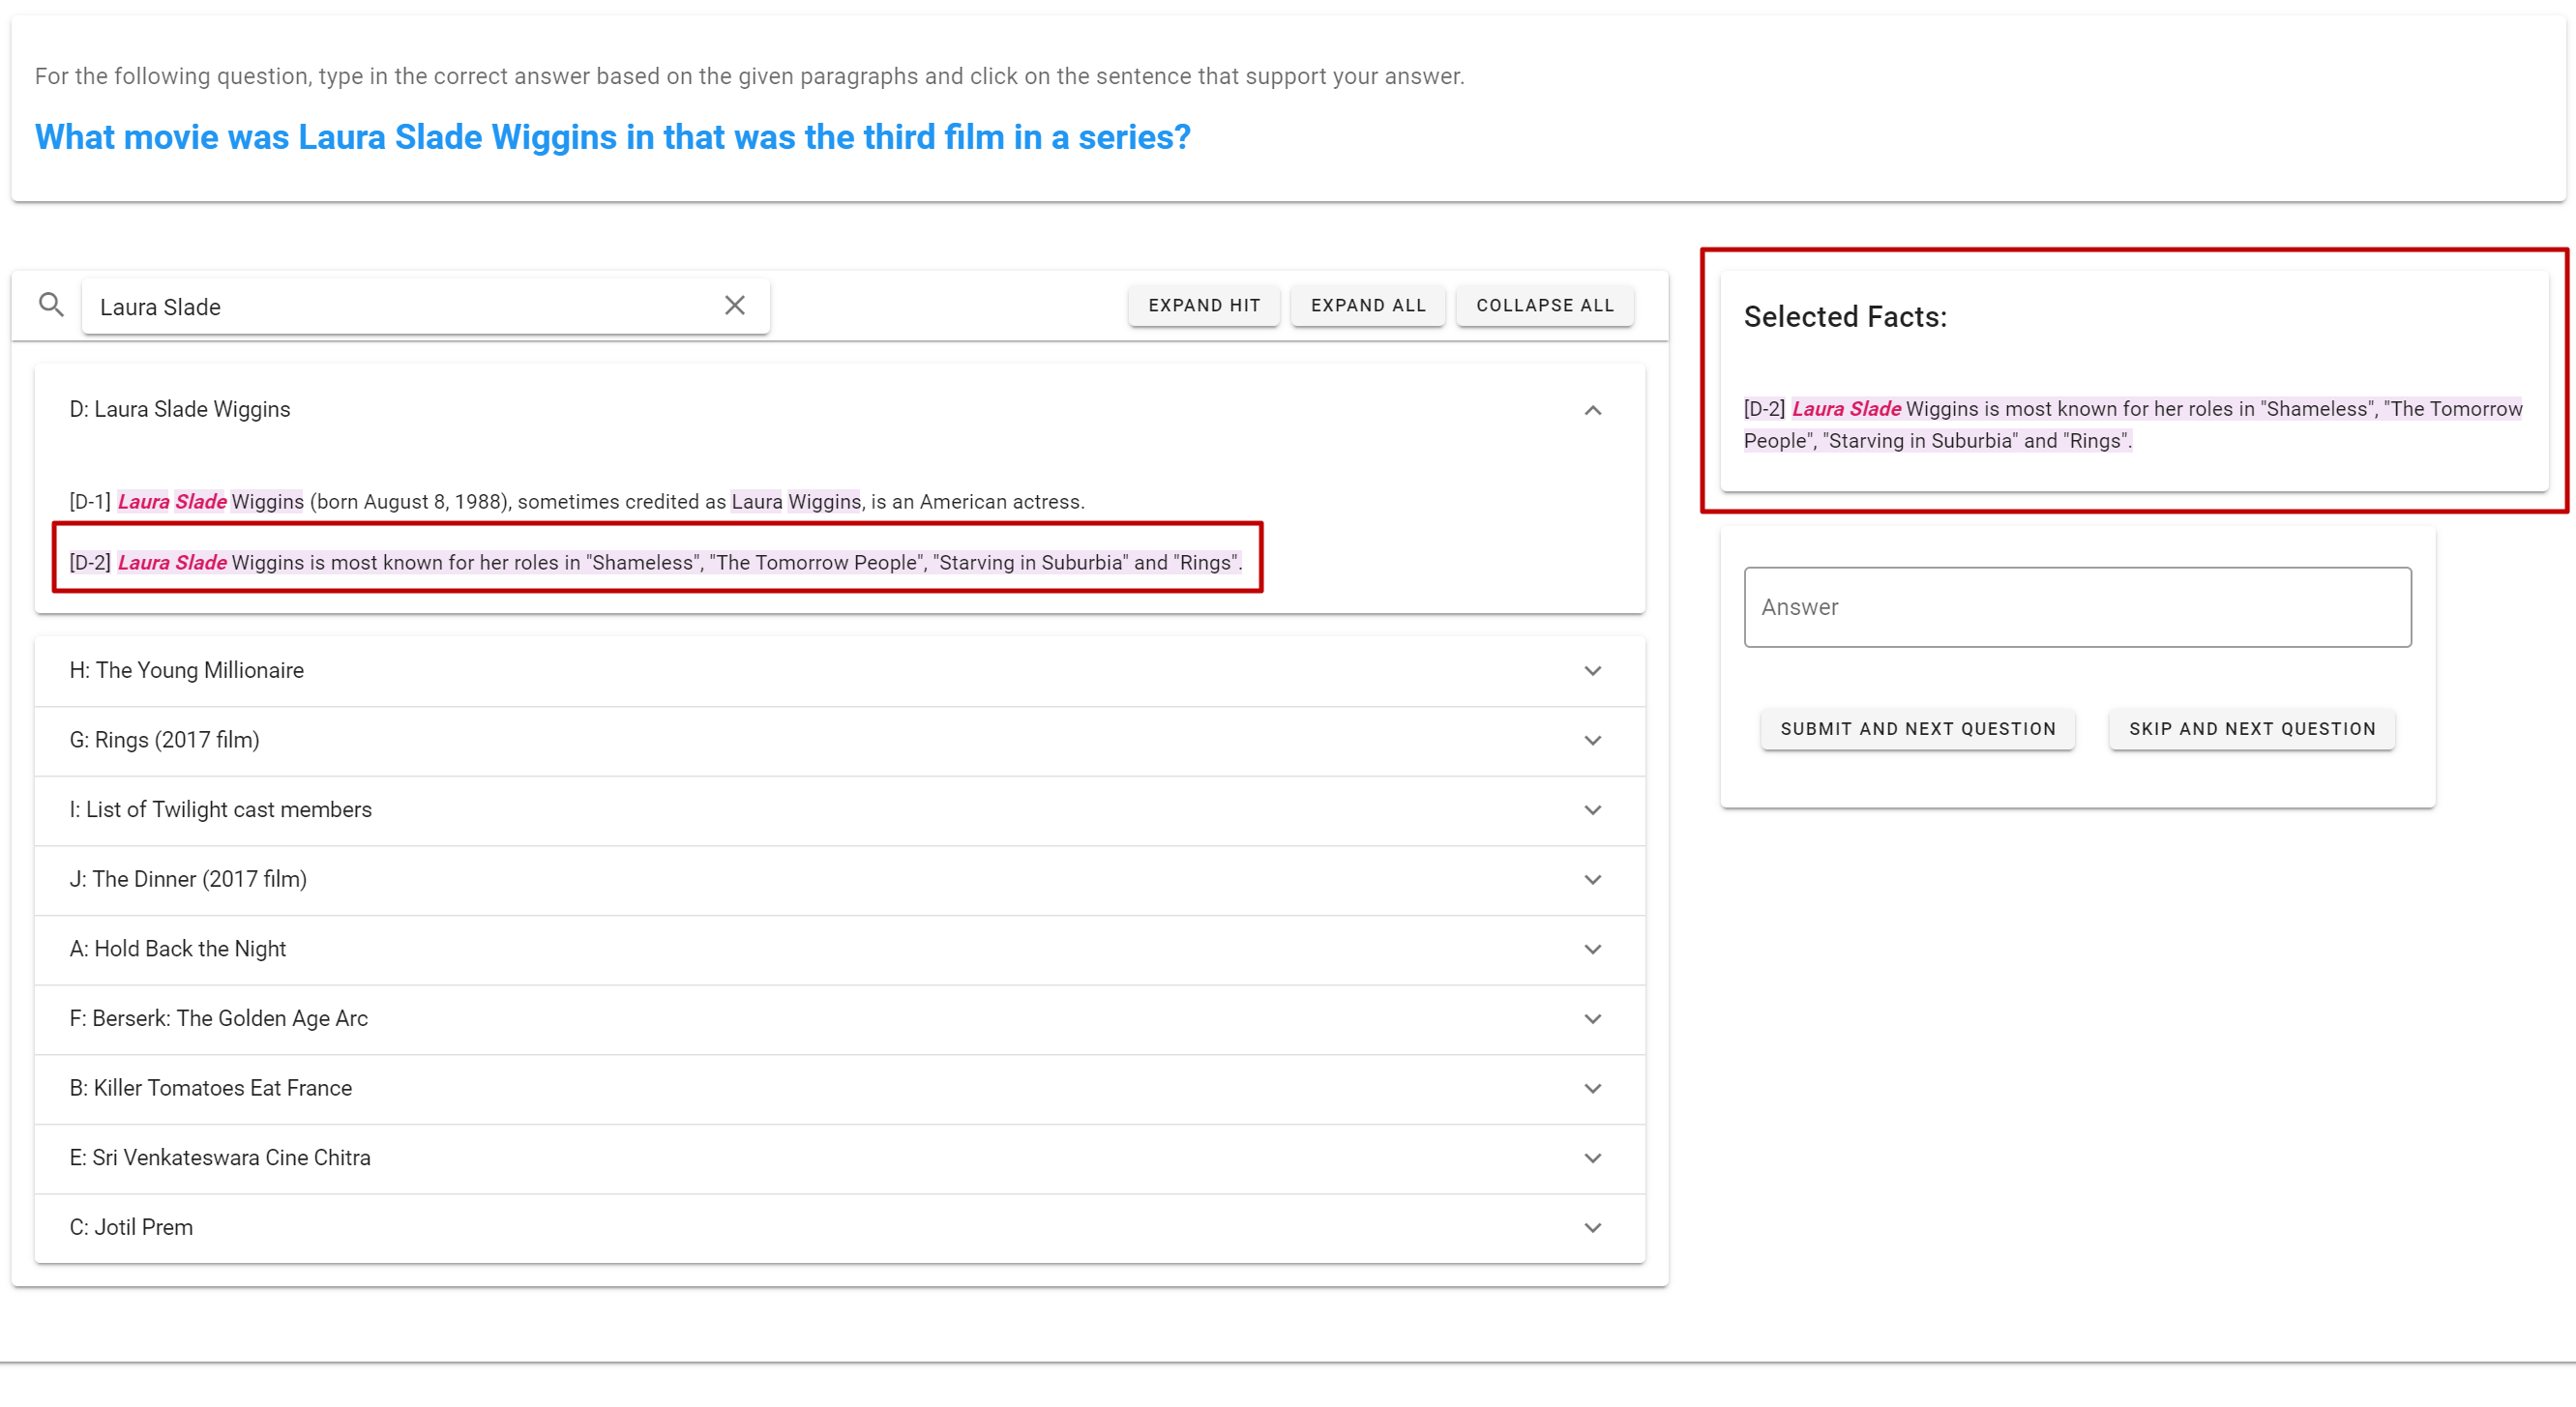 For the following question, type in the correct answer based on the given paragraphs and click on the sentence that support your answer.
What movie was Laura Slade Wiggins in that was the third film in a series?
Laura Slade
EXPAND HIT
EXPAND ALL
COLLAPSE ALL
D: Laura Slade Wiggins
[D-1] Laura Slade Wiggins (born August 8, 1988), sometimes credited as Laura Wiggins, is an American actress.
[D-2] Laura Slade Wiggins is most known for her roles in "Shameless", "The Tomorrow People", "Starving in Suburbia" and "Rings".
H: The Young Millionaire
G: Rings (2017 film)
I: List of Twilight cast members
J: The Dinner (2017 film)
A: Hold Back the Night
F: Berserk: The Golden Age Arc
B: Killer Tomatoes Eat France
E: Sri Venkateswara Cine Chitra
C: Jotil Prem
Selected Facts:
[D-2] Laura Slade Wiggins is most known for her roles in "Shameless", "The Tomorrow
People", "Starving in Suburbia" and "Rings".
Answer
SUBMIT AND NEXT QUESTION
SKIP AND NEXT QUESTION